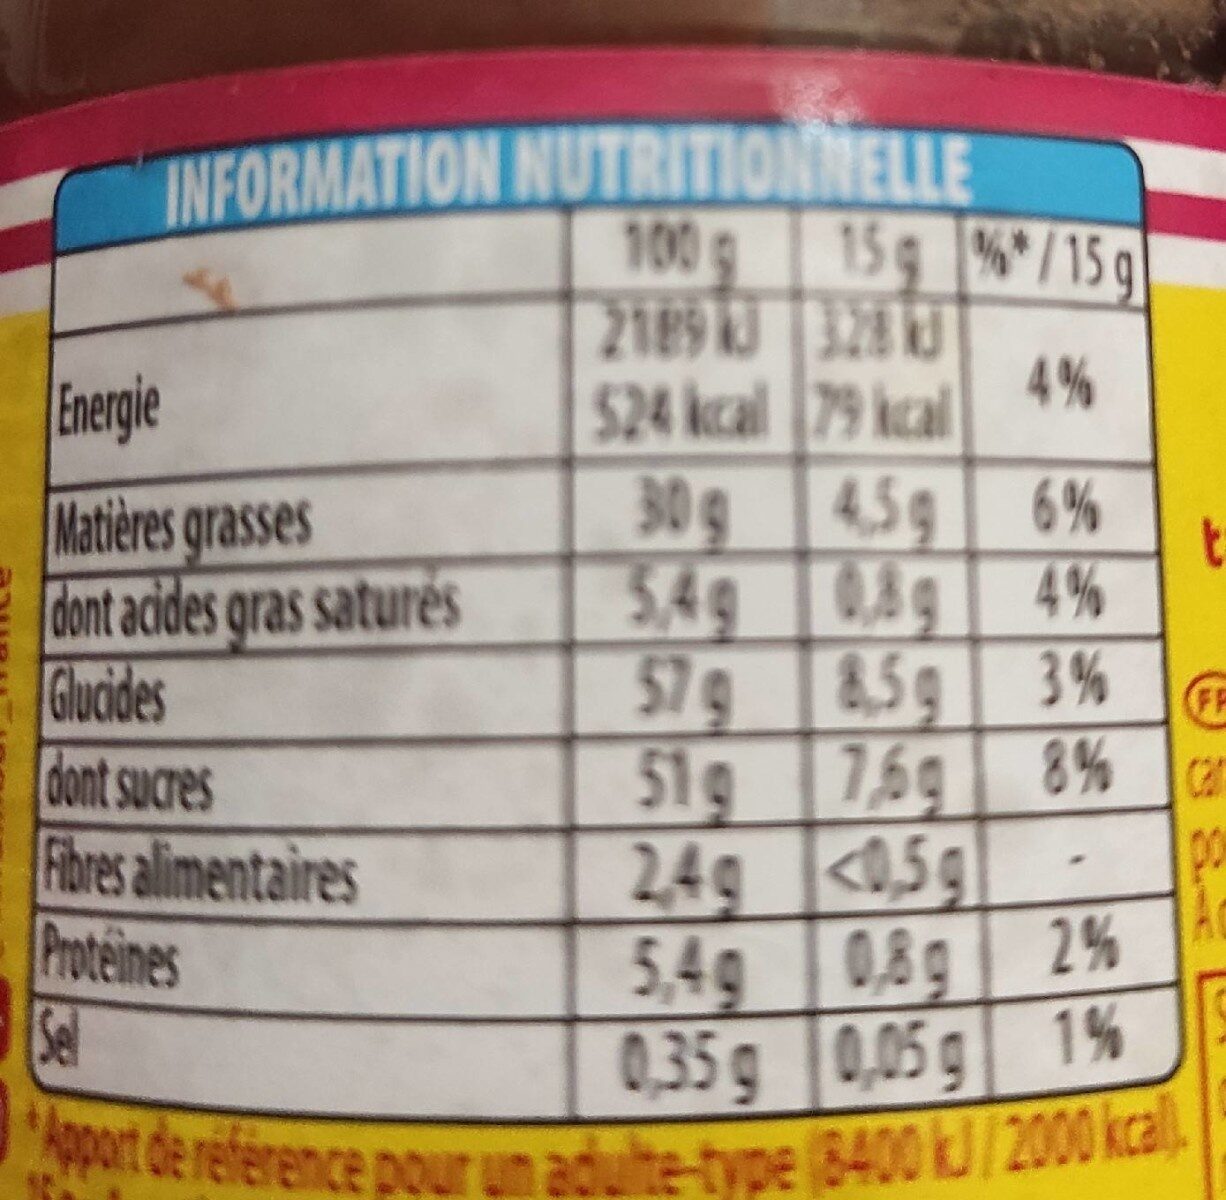 INFORMATION NUTRITIONNELLE
100 g 15 g %* / 15 g
Energie 2189 kJ 524 kcal 328 kJ 79 kcal 4 %
Matières grasses 30 g 4,5 g 6 %
dont acides gras saturés 5,4 g 0,8 g 4 %
Glucides 57 g 8,5 g 3 %
dont sucres 51 g 7,6 g 8 %
Fibres alimentaires 2,4 g <0,5 g -
Protéines 5,4 g 0,8 g 2 %
Sel 0,35 g 0,05 g 1 %
* Apport de référence pour un adulte-type (8400 kJ / 2000 kcal).